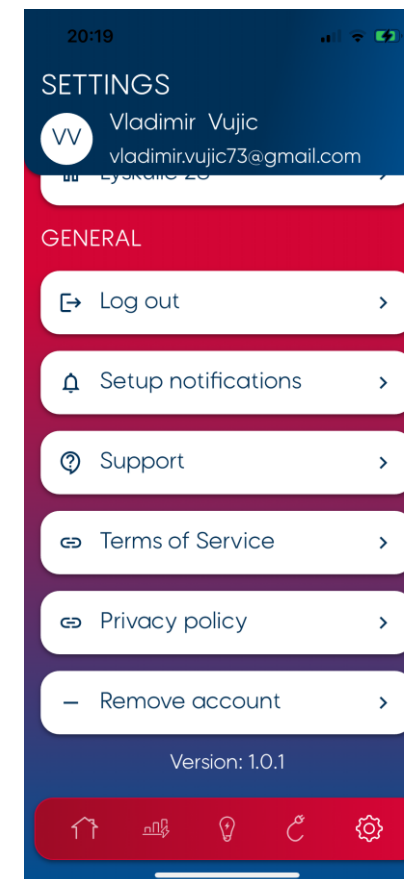 20:19
SETTINGS
VV
Vladimir Vujic
vladimir.vujic73@gmail.com
GENERAL
Log out
Setup notifications
Support
Terms of Service
Privacy policy
Remove account
Version: 1.0.1